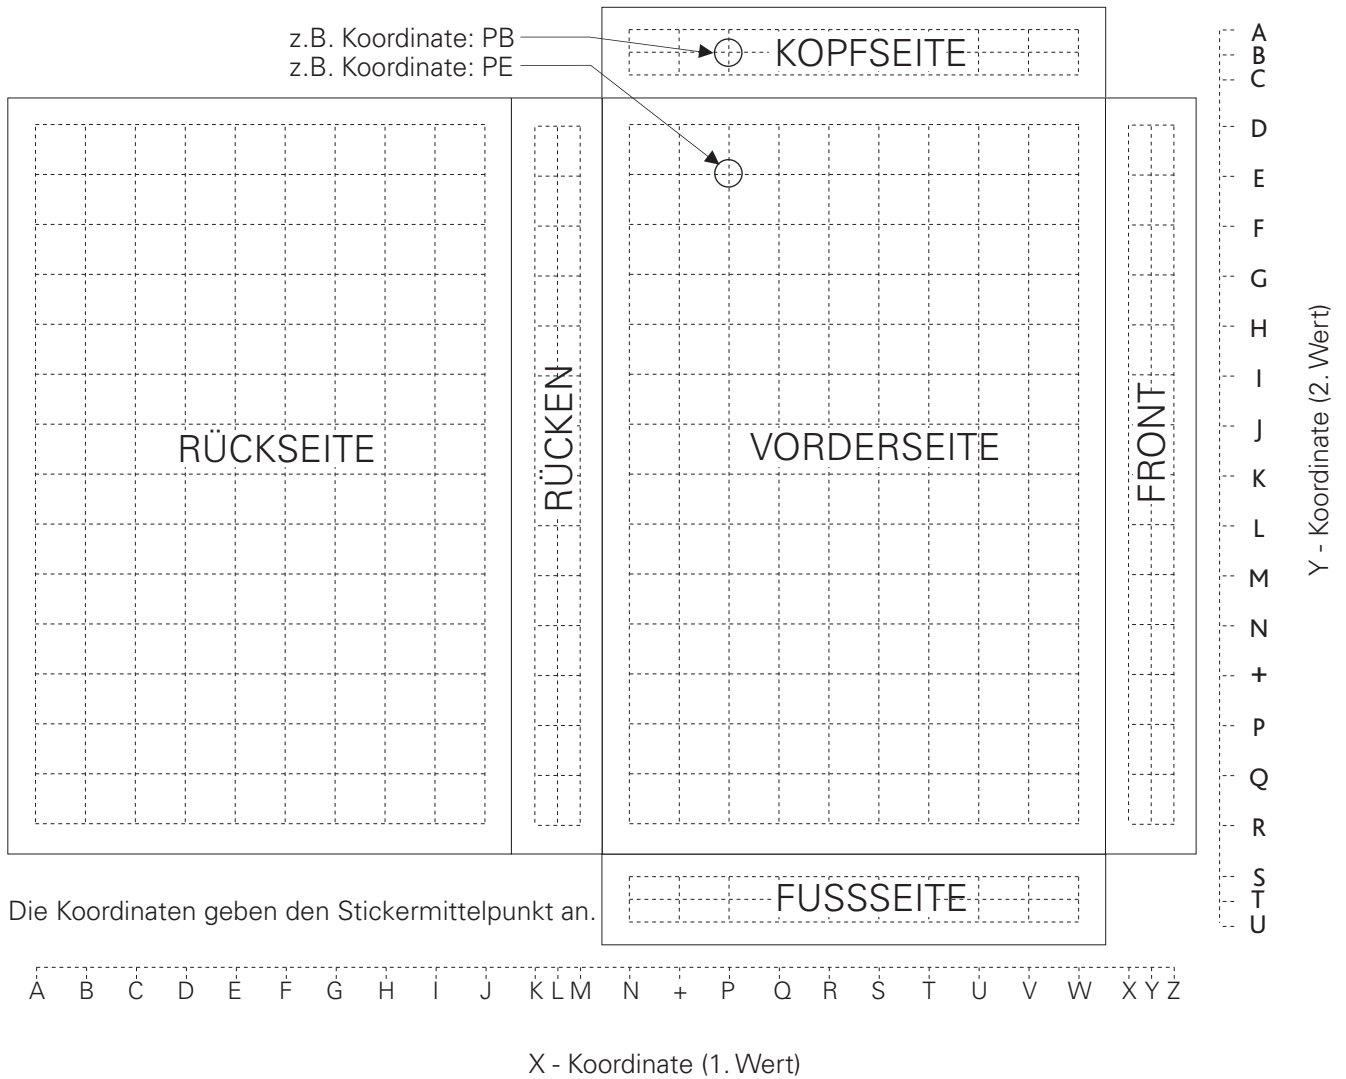 z.B. Koordinate: PB
z.B. Koordinate: PE
KOPFSEITE
A
B
C
D
E
F
G
H
I
J
K
L
M
N
+
P
Q
R
S
T
U
Y - Koordinate (2. Wert)
RÜCKSEITE
RÜCKEN
VORDERSEITE
FRONT
FUSSSEITE
Die Koordinaten geben den Stickermittelpunkt an.
A B C D E F G H I J K L M N + P Q R S T U V W X Y Z
X - Koordinate (1. Wert)